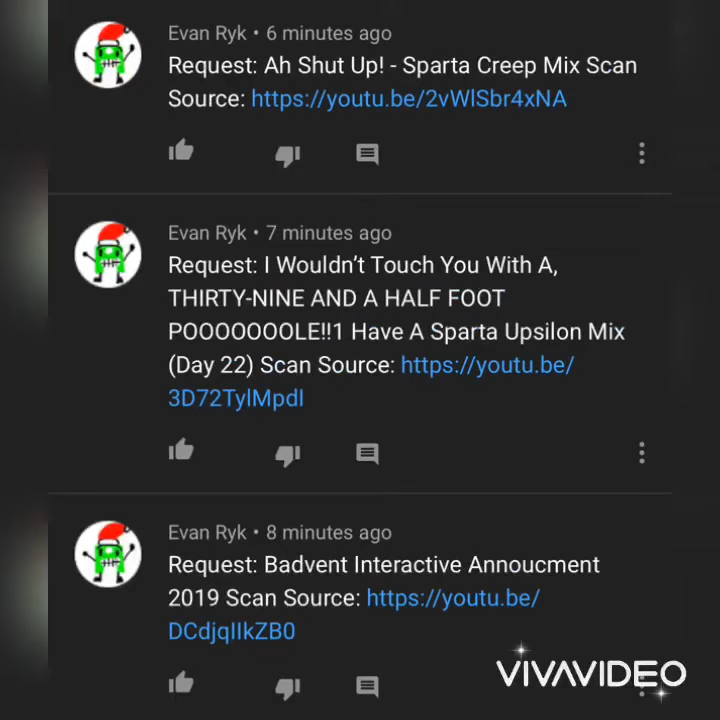 Evan Ryk • 6 minutes ago
Request: Ah Shut Up! - Sparta Creep Mix Scan
Source: https://youtu.be/2vWlSbr4xNA
Evan Ryk • 7 minutes ago
Request: I Wouldn’t Touch You With A,
THIRTY-NINE AND A HALF FOOT
POOOOOOOLE!!1 Have A Sparta Upsilon Mix
(Day 22) Scan Source: https://youtu.be/
3D72TylMpdI
Evan Ryk • 8 minutes ago
Request: Badvent Interactive Annoucment
2019 Scan Source: https://youtu.be/
DCdjqIIkZB0
VIVAVIDEO